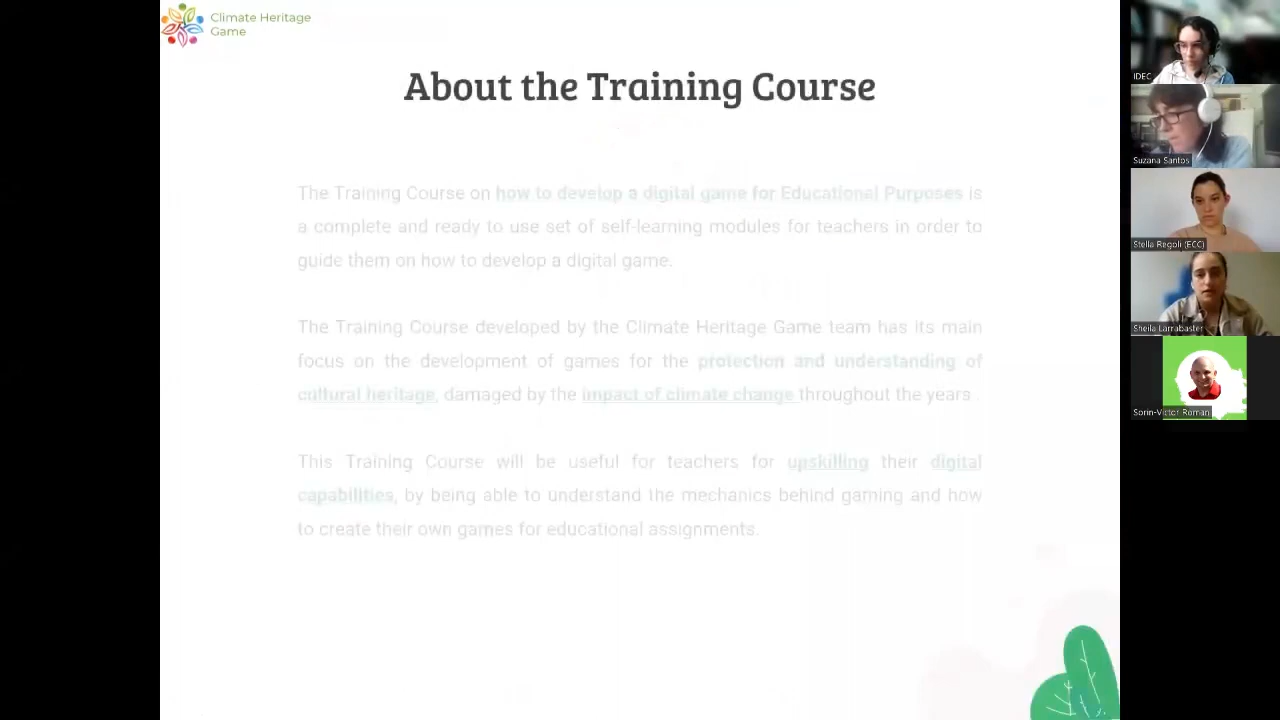 Climate Heritage
Game
About the Training Course
The Training Course on how to develop a digital game for Educational Purposes is
a complete and ready to use set of self-learning modules for teachers in order to
guide them on how to develop a digital game.
The Training Course developed by the Climate Heritage Game team has its main
focus on the development of games for the protection and understanding of
cultural heritage, damaged by the impact of climate change throughout the years.
This Training Course will be useful for teachers for upskilling their digital
capabilities, by being able to understand the mechanics behind gaming and how
to create their own games for educational assignments.
IDEC
Suzana Santos
Stella Regoli (ECC)
Sheila Larrabaster
Sorin-Victor Roman